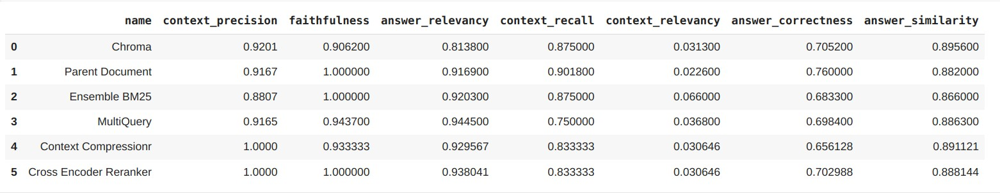 name context_precision faithfulness answer_relevancy context_recall context_relevancy answer_correctness answer_similarity
0 Chroma 0.9201 0.906200 0.813800 0.875000 0.031300 0.705200 0.895600
1 Parent Document 0.9167 1.000000 0.916900 0.901800 0.022600 0.760000 0.882000
2 Ensemble BM25 0.8807 1.000000 0.920300 0.875000 0.066000 0.683300 0.866000
3 MultiQuery 0.9165 0.943700 0.944500 0.750000 0.036800 0.698400 0.886300
4 Context Compressionr 1.0000 0.933333 0.929567 0.833333 0.030646 0.656128 0.891121
5 Cross Encoder Reranker 1.0000 1.000000 0.938041 0.833333 0.030646 0.702988 0.888144